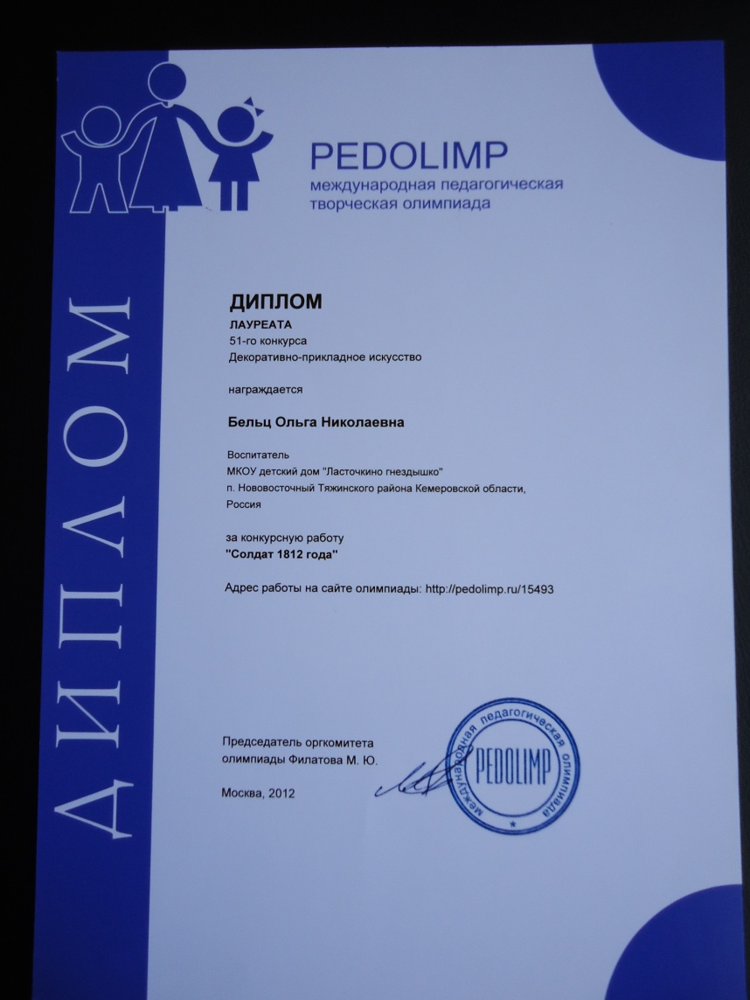 PEDOLIMP
международная педагогическая
творческая олимпиада
ДИПЛОМ
ДИПЛОМ
ЛАУРЕАТА
51-го конкурса
Декоративно-прикладное искусство
награждается
Бельц Ольга Николаевна
Воспитатель
МКОУ детский дом "Ласточкино гнездышко"
п. Нововосточный Тяжинского района Кемеровской области,
Россия
за конкурсную работу
"Солдат 1812 года"
Адрес работы на сайте олимпиады: http://pedolimp.ru/15493
Председатель оргкомитета
олимпиады Филатова М. Ю.
Москва, 2012
международная педагогическая олимпиада
PEDOLIMP
*